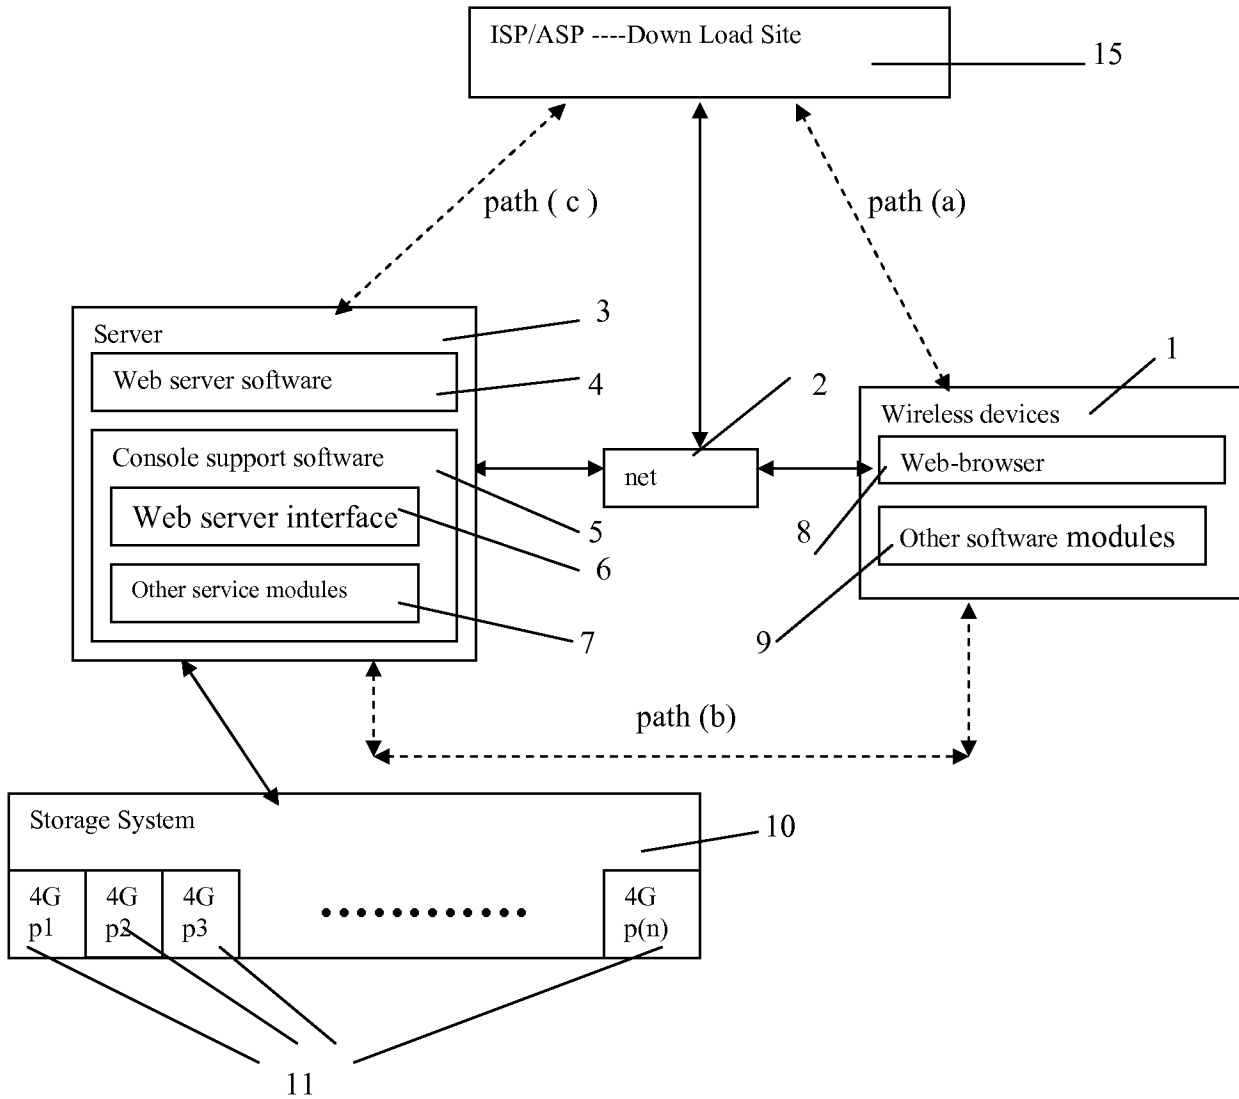 ISP/ASP ----Down Load Site
15
path ( c )
path (a)
Server
3
Web server software
4
Console support software
5
Web server interface
6
Other service modules
7
net
2
1
Wireless devices
Web-browser
8
Other software modules
9
path (b)
Storage System
10
4G
p1
4G
p2
4G
p3
............
4G
p(n)
11